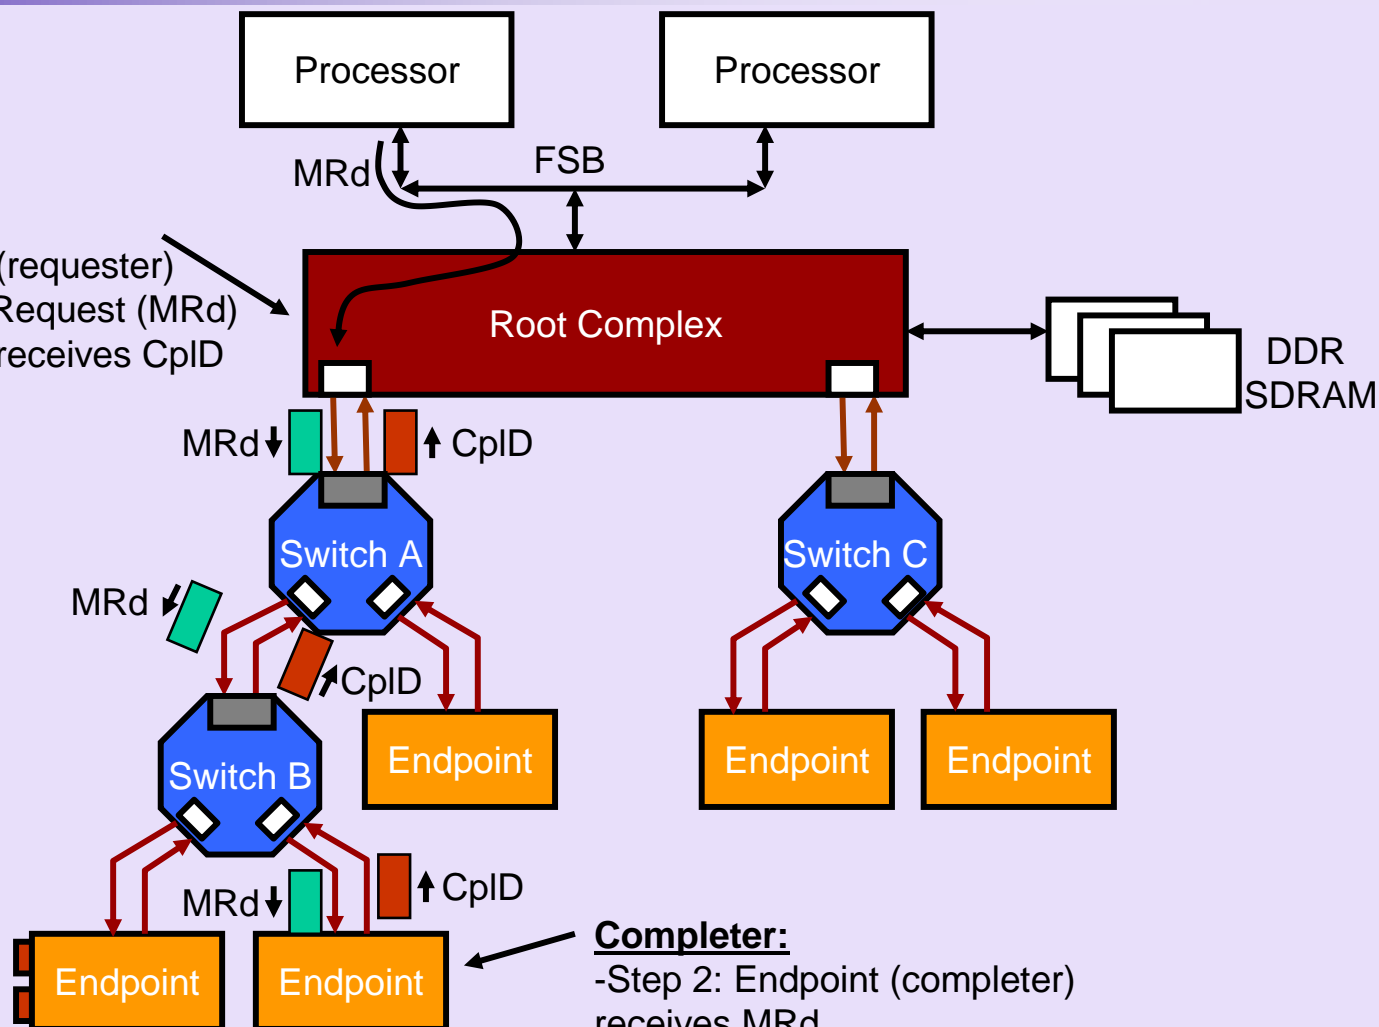 Processor
Processor
MRd
FSB
(requester)
Request (MRd)
receives CplD
Root Complex
DDR
SDRAM
MRd
CplD
Switch A
Switch C
MRd
CplD
Endpoint
Endpoint
Endpoint
Switch B
MRd
CplD
Endpoint
Endpoint
Completer:
-Step 2: Endpoint (completer)
receives MRd